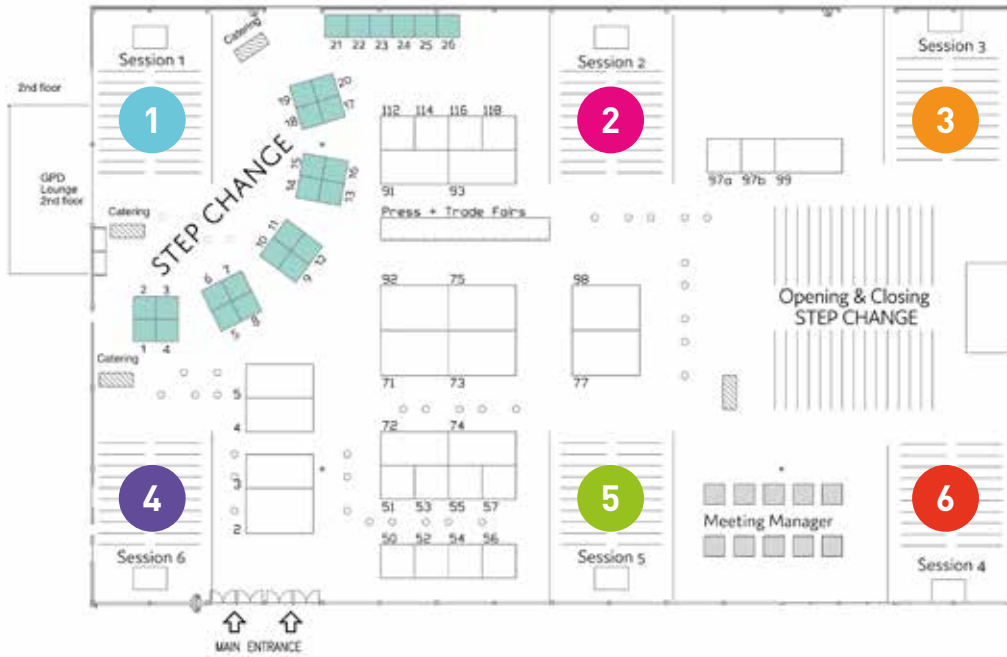 Catering
21 22 23 24 25 26
Session 1
Session 2
Session 3
2nd floor
1
2
3
19 20
18 17
112 114 116 118
15 16
14 13
97a 97b 99
GPD
Lounge
2nd floor
91 93
Catering
STEP CHANGE
Press + Trade Fairs
10 11
9 12
6 7
5 8
92 75
98
2 3
Opening & Closing
STEP CHANGE
1 4
Catering
71 73
77
5
4
72 74
3
4
5
6
51 53 55 57
Meeting Manager
2
50 52 54 56
Session 6
Session 5
Session 4
MAIN ENTRANCE